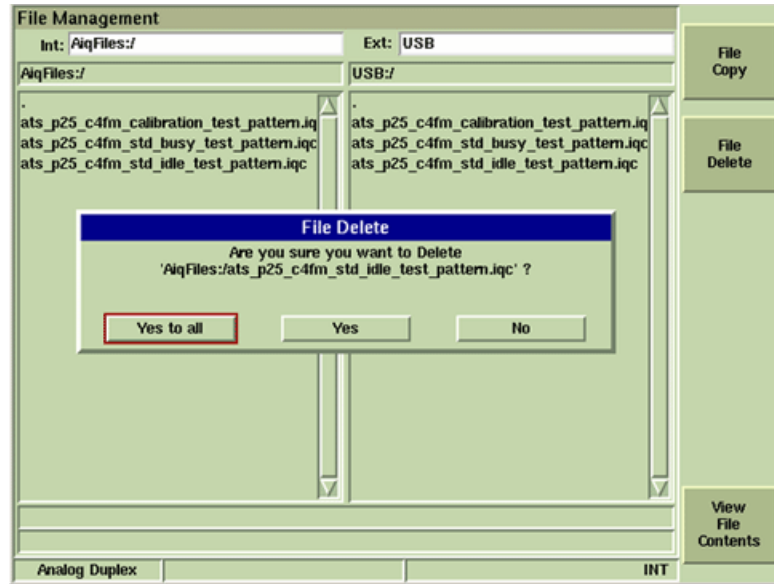 File Management
Int: AiqFiles:/
Ext: USB
AiqFiles:/
USB:/
.
ats_p25_c4fm_calibration_test_pattern.iq
ats_p25_c4fm_std_busy_test_pattern.iqc
ats_p25_c4fm_std_idle_test_pattern.iqc
.
ats_p25_c4fm_calibration_test_pattern.iq
ats_p25_c4fm_std_busy_test_pattern.iqc
ats_p25_c4fm_std_idle_test_pattern.iqc
File Delete
Are you sure you want to Delete
'AiqFiles:/ats_p25_c4fm_std_idle_test_pattern.iqc' ?
Yes to all
Yes
No
Analog Duplex
INT
File
Copy
File
Delete
View
File
Contents